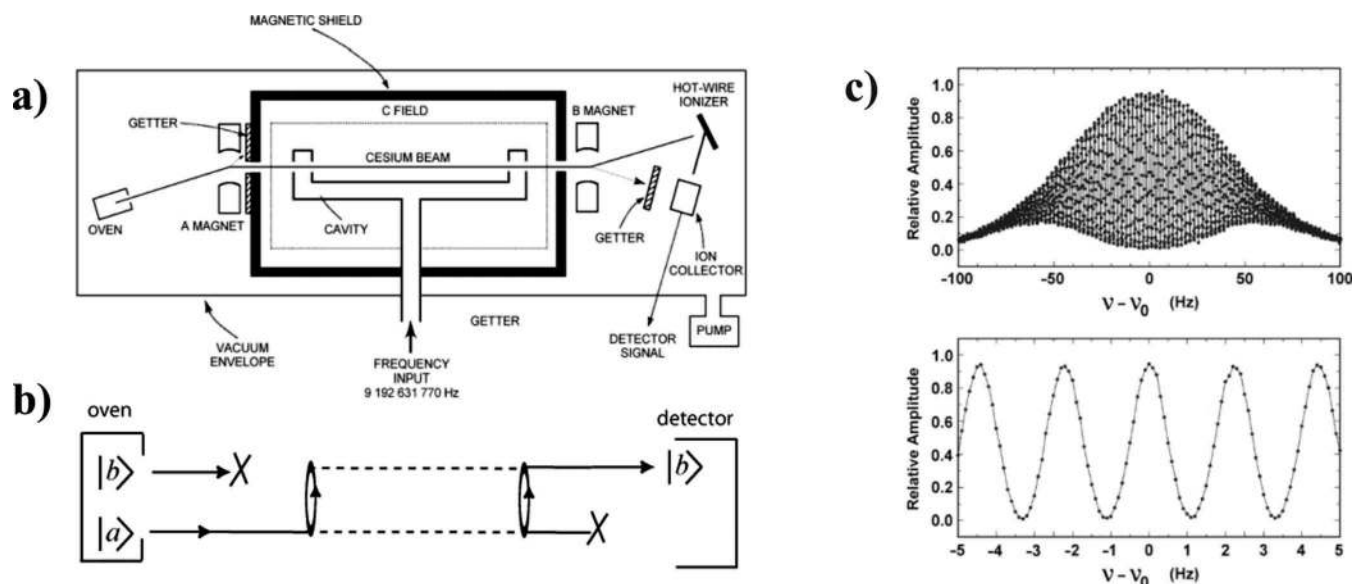 a)
MAGNETIC SHIELD
HOT-WIRE
IONIZER
C FIELD
B MAGNET
GETTER
CESIUM BEAM
OVEN
A MAGNET
CAVITY
GETTER
ION
COLLECTOR
GETTER
PUMP
VACUUM
ENVELOPE
FREQUENCY
INPUT
9 192 631 770 Hz
DETECTOR
SIGNAL
b)
oven
detector
|b⟩
X
|b⟩
|a⟩
X
c)
Relative Amplitude
1.0
0.8
0.6
0.4
0.2
0.0
-100
-50
0
50
100
ν – ν0 (Hz)
Relative Amplitude
1.0
0.8
0.6
0.4
0.2
0.0
-5
-4
-3
-2
-1
0
1
2
3
4
5
ν – ν0 (Hz)